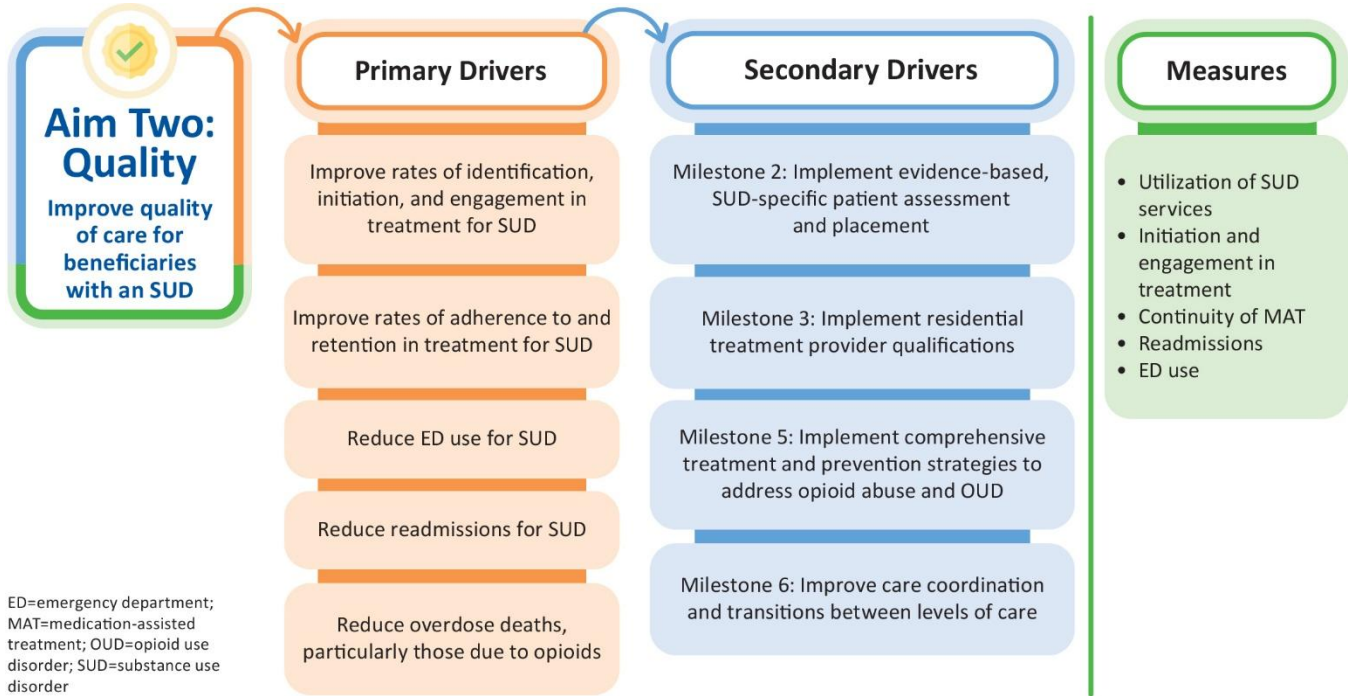 Aim Two:
Quality
Improve quality
of care for
beneficiaries
with an SUD
Primary Drivers
Improve rates of identification,
initiation, and engagement in
treatment for SUD
Improve rates of adherence to and
retention in treatment for SUD
Reduce ED use for SUD
Reduce readmissions for SUD
Reduce overdose deaths,
particularly those due to opioids
Secondary Drivers
Milestone 2: Implement evidence-based,
SUD-specific patient assessment
and placement
Milestone 3: Implement residential
treatment provider qualifications
Milestone 5: Implement comprehensive
treatment and prevention strategies to
address opioid abuse and OUD
Milestone 6: Improve care coordination
and transitions between levels of care
Measures
• Utilization of SUD
services
• Initiation and
engagement in
treatment
• Continuity of MAT
• Readmissions
• ED use
ED=emergency department;
MAT=medication-assisted
treatment; OUD=opioid use
disorder; SUD=substance use
disorder